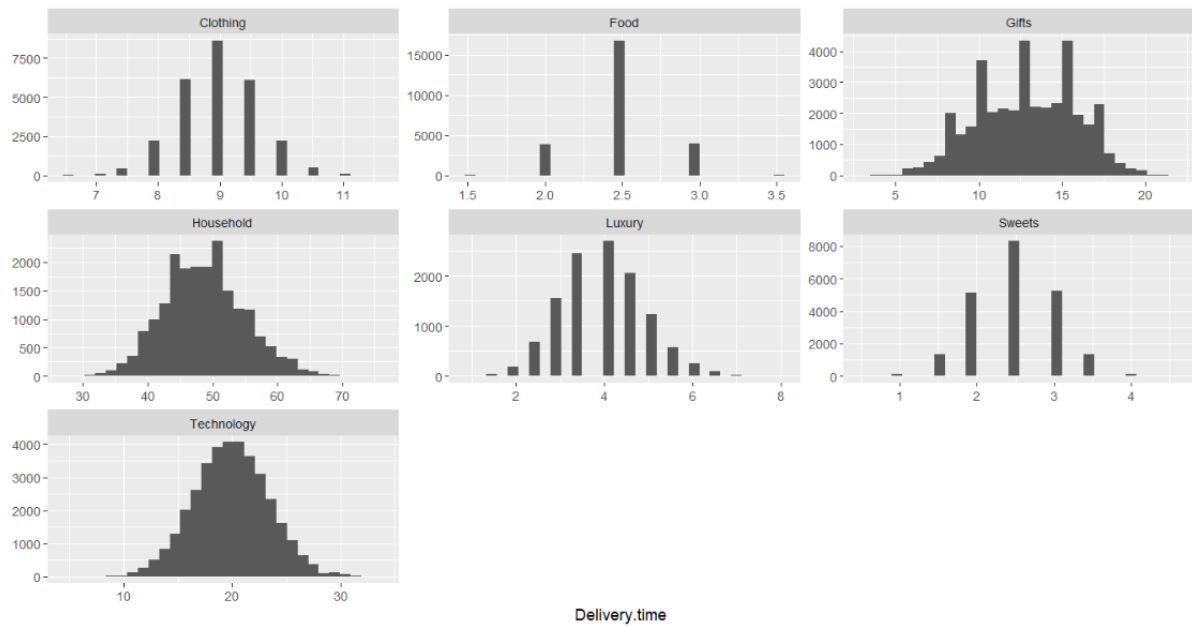 Clothing
7500
5000
2500
0
7 8 9 10 11
Food
15000
10000
5000
0
1.5 2.0 2.5 3.0 3.5
Gifts
4000
3000
2000
1000
0
5 10 15 20
Household
2000
1500
1000
500
0
30 40 50 60 70
Luxury
2000
1000
0
2 4 6 8
Sweets
8000
6000
4000
2000
0
1 2 3 4
Technology
4000
3000
2000
1000
0
10 20 30
Delivery.time